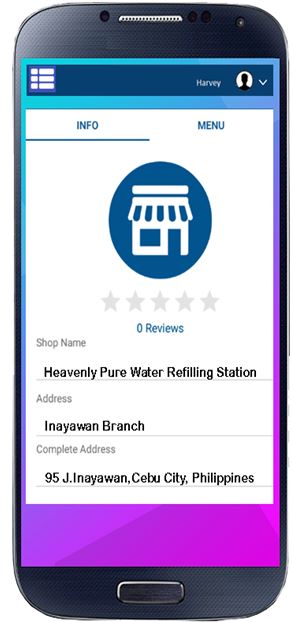 Harvey
INFO MENU
0 Reviews
Shop Name
Heavenly Pure Water Refilling Station
Address
Inayawan Branch
Complete Address
95 J.Inayawan,Cebu City, Philippines